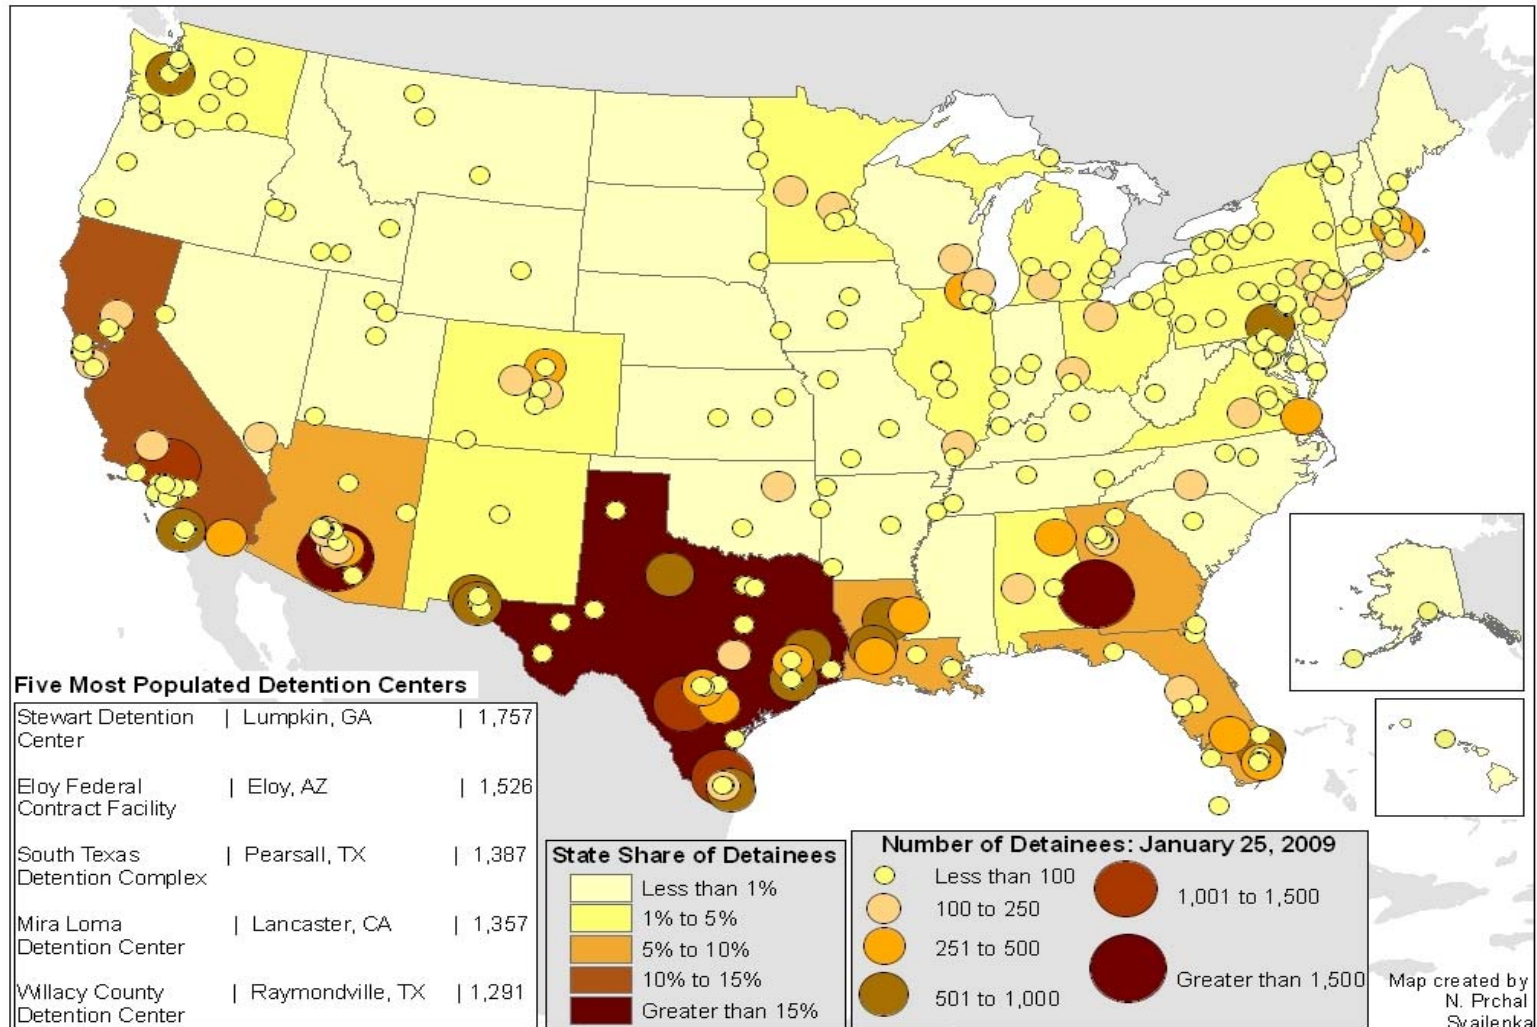 Five Most Populated Detention Centers
Stewart Detention | Lumpkin, GA | 1,757
Center
Eloy Federal | Eloy, AZ | 1,526
Contract Facility
South Texas | Pearsall, TX | 1,387
Detention Complex
Mira Loma | Lancaster, CA | 1,357
Detention Center
Willacy County | Raymondville, TX | 1,291
Detention Center
State Share of Detainees
Less than 1%
1% to 5%
5% to 10%
10% to 15%
Greater than 15%
Number of Detainees: January 25, 2009
Less than 100
100 to 250
251 to 500
501 to 1,000
1,001 to 1,500
Greater than 1,500
Map created by
N. Prchal
Svajlenka